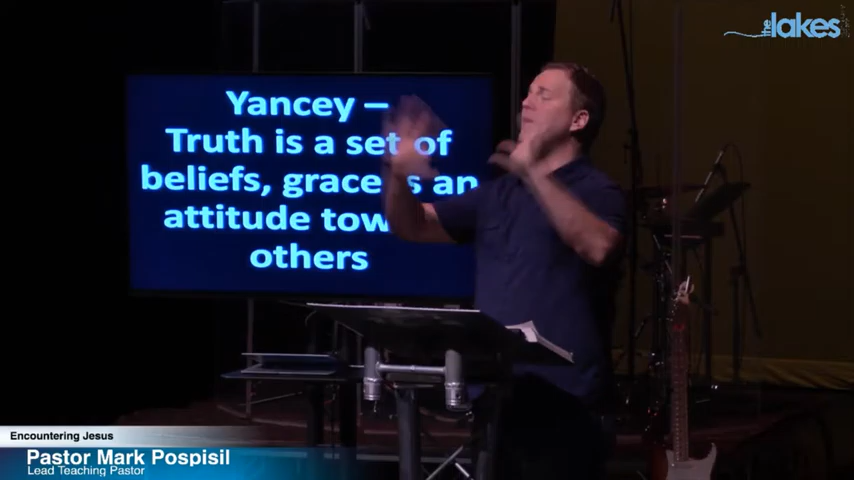 the lakes
Yancey –
Truth is a set of
beliefs, grace s an
attitude tow
others
Encountering Jesus
Pastor Mark Pospisil
Lead Teaching Pastor